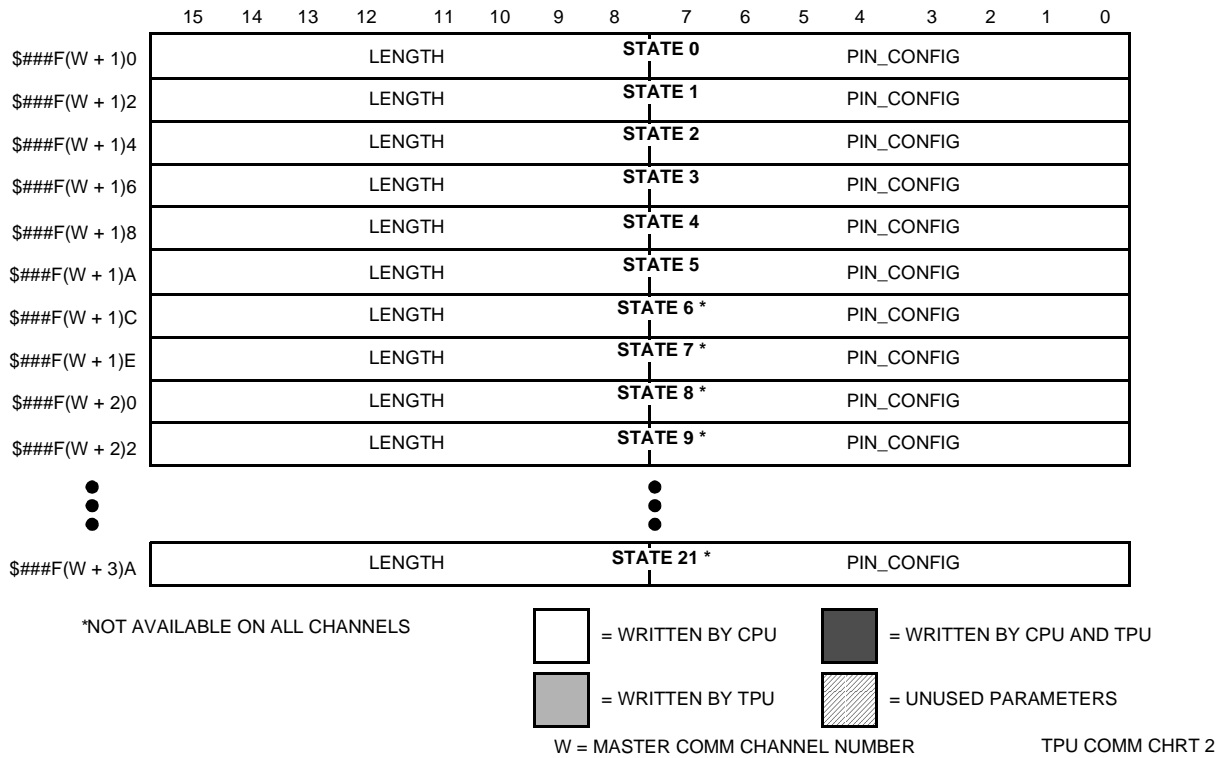 15 14 13 12 11 10 9 8 7 6 5 4 3 2 1 0
$###F(W + 1)0 LENGTH STATE 0 PIN_CONFIG
$###F(W + 1)2 LENGTH STATE 1 PIN_CONFIG
$###F(W + 1)4 LENGTH STATE 2 PIN_CONFIG
$###F(W + 1)6 LENGTH STATE 3 PIN_CONFIG
$###F(W + 1)8 LENGTH STATE 4 PIN_CONFIG
$###F(W + 1)A LENGTH STATE 5 PIN_CONFIG
$###F(W + 1)C LENGTH STATE 6 * PIN_CONFIG
$###F(W + 1)E LENGTH STATE 7 * PIN_CONFIG
$###F(W + 2)0 LENGTH STATE 8 * PIN_CONFIG
$###F(W + 2)2 LENGTH STATE 9 * PIN_CONFIG
$###F(W + 3)A LENGTH STATE 21 * PIN_CONFIG
*NOT AVAILABLE ON ALL CHANNELS
= WRITTEN BY CPU
= WRITTEN BY CPU AND TPU
= WRITTEN BY TPU
= UNUSED PARAMETERS
W = MASTER COMM CHANNEL NUMBER
TPU COMM CHRT 2